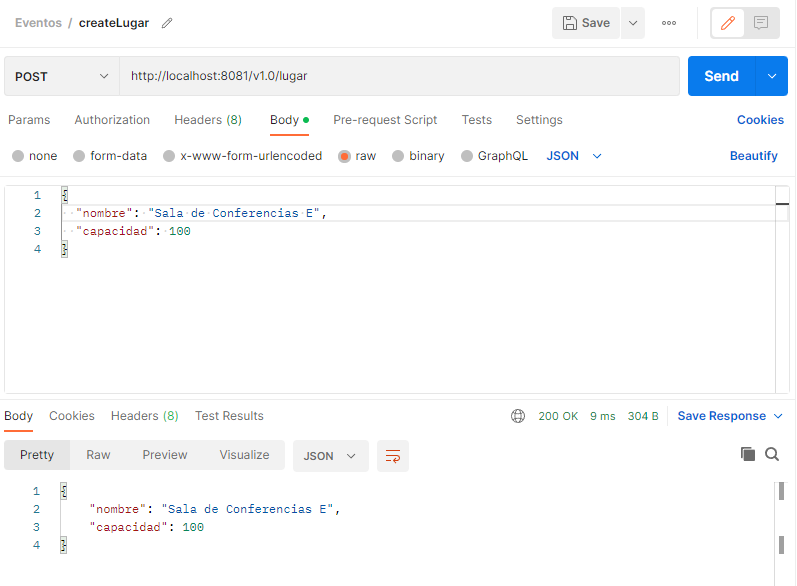 Eventos / createLugar
Save
POST http://localhost:8081/v1.0/lugar Send
Params Authorization Headers (8) Body Pre-request Script Tests Settings Cookies
none form-data x-www-form-urlencoded raw binary GraphQL JSON Beautify
1 {
2 "nombre": "Sala de Conferencias E",
3 "capacidad": 100
4 }
Body Cookies Headers (8) Test Results 200 OK 9 ms 304 B Save Response
Pretty Raw Preview Visualize JSON
1 {
2 "nombre": "Sala de Conferencias E",
3 "capacidad": 100
4 }